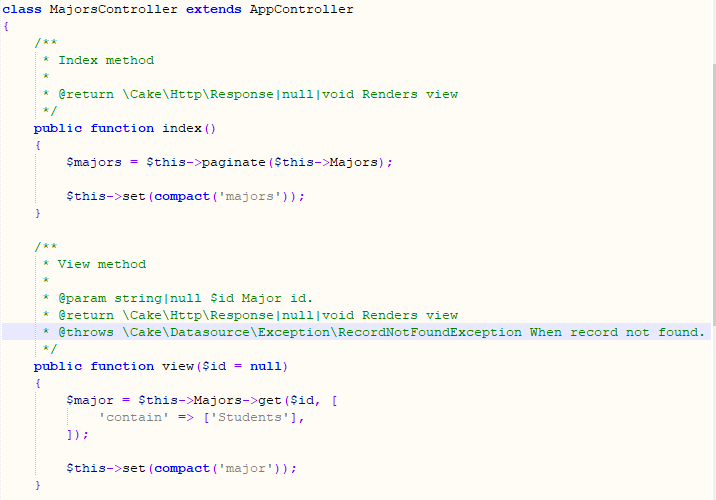 class MajorsController extends AppController
{
    /**
     * Index method
     *
     * @return \Cake\Http\Response|null|void Renders view
     */
    public function index()
    {
        $majors = $this->paginate($this->Majors);

        $this->set(compact('majors'));
    }

    /**
     * View method
     *
     * @param string|null $id Major id.
     * @return \Cake\Http\Response|null|void Renders view
     * @throws \Cake\Datasource\Exception\RecordNotFoundException When record not found.
     */
    public function view($id = null)
    {
        $major = $this->Majors->get($id, [
            'contain' => ['Students'],
        ]);

        $this->set(compact('major'));
    }